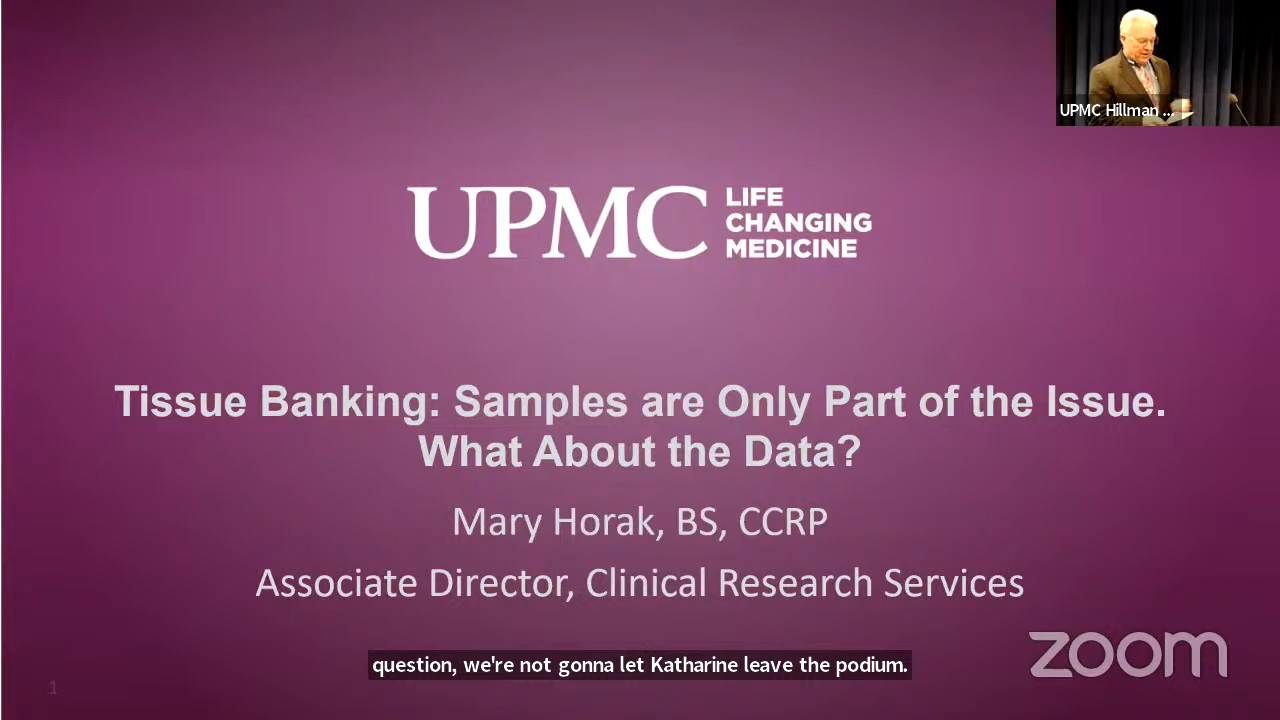 UPMC Hillman ...
UPMC
LIFE
CHANGING
MEDICINE
Tissue Banking: Samples are Only Part of the Issue.
What About the Data?
Mary Horak, BS, CCRP
Associate Director, Clinical Research Services
zoom
question, we're not gonna let Katharine leave the podium.
1